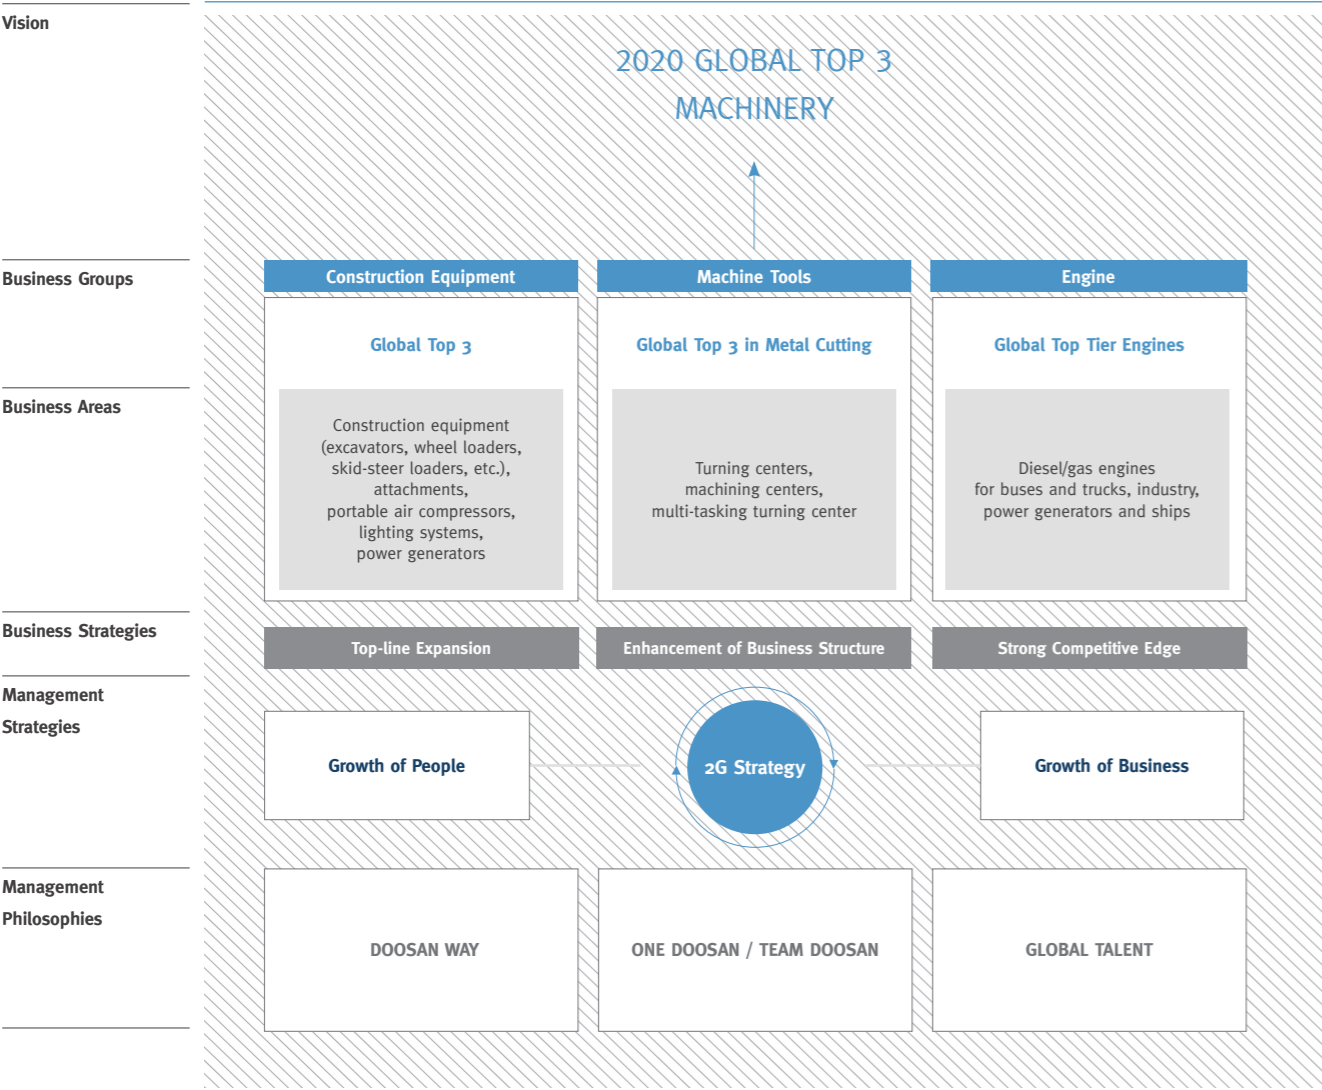 Vision
2020 GLOBAL TOP 3
MACHINERY
Business Groups
Construction Equipment
Machine Tools
Engine
Global Top 3
Global Top 3 in Metal Cutting
Global Top Tier Engines
Business Areas
Construction equipment
(excavators, wheel loaders,
skid-steer loaders, etc.),
attachments,
portable air compressors,
lighting systems,
power generators
Turning centers,
machining centers,
multi-tasking turning center
Diesel/gas engines
for buses and trucks, industry,
power generators and ships
Business Strategies
Top-line Expansion
Enhancement of Business Structure
Strong Competitive Edge
Management
Strategies
Growth of People
2G Strategy
Growth of Business
Management
Philosophies
DOOSAN WAY
ONE DOOSAN / TEAM DOOSAN
GLOBAL TALENT